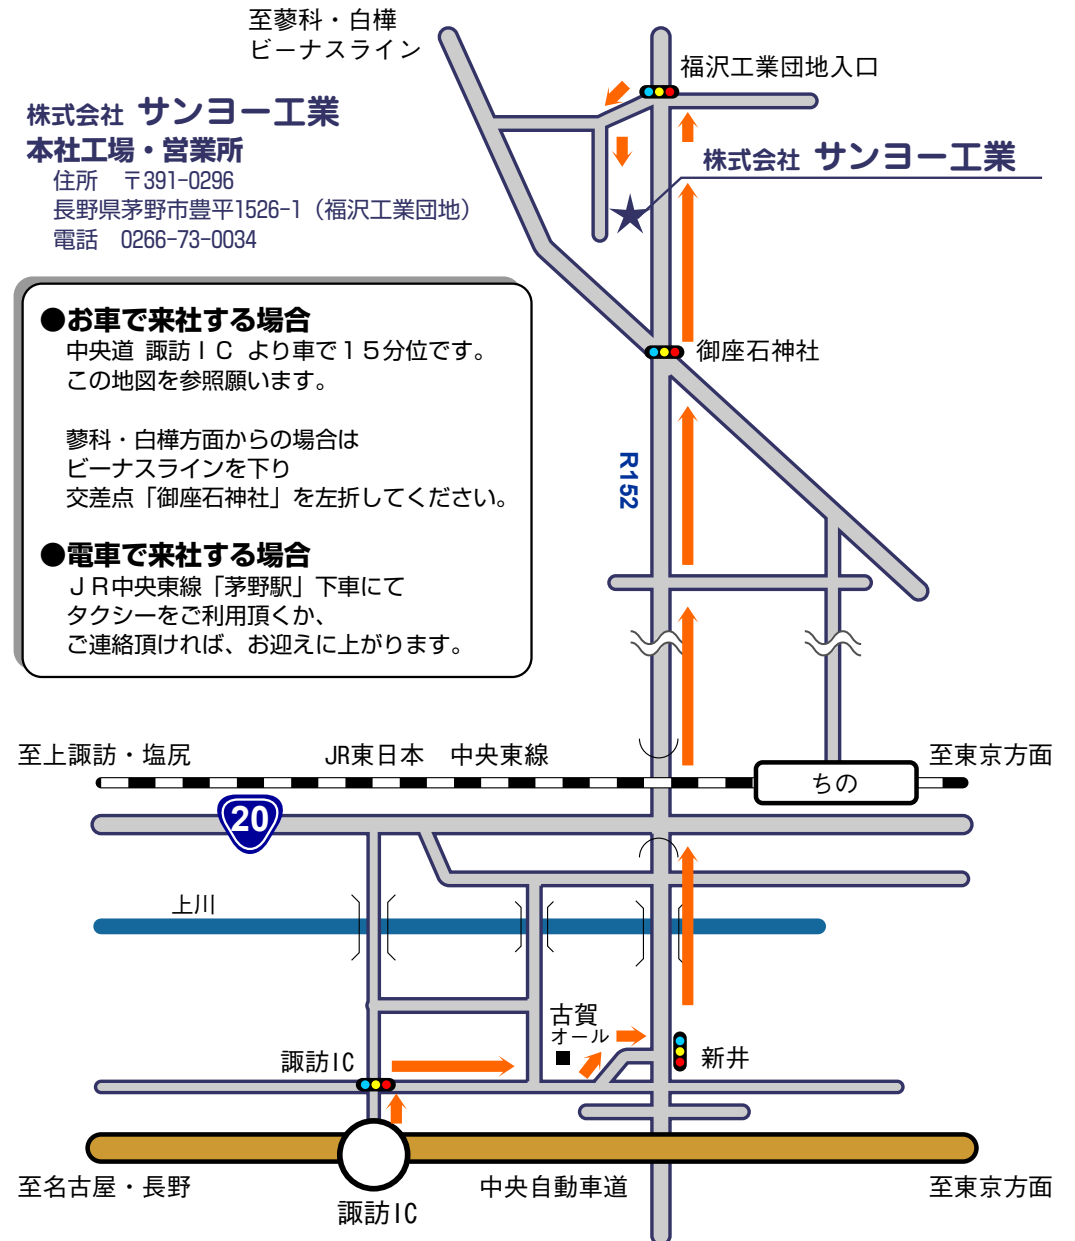 至蓼科・白樺
ビーナスライン
福沢工業団地入口
株式会社 サンヨー工業
本社工場・営業所
住所 〒391-0296
長野県茅野市豊平1526-1（福沢工業団地）
電話 0266-73-0034
株式会社 サンヨー工業
●お車で来社する場合
中央道 諏訪ＩＣ より車で１５分位です。
この地図を参照願います。
蓼科・白樺方面からの場合は
ビーナスラインを下り
交差点「御座石神社」を左折してください。
●電車で来社する場合
ＪＲ中央東線「茅野駅」下車にて
タクシーをご利用頂くか、
ご連絡頂ければ、お迎えに上がります。
御座石神社
R152
至上諏訪・塩尻
JR東日本 中央東線
至東京方面
ちの
20
上川
古賀
オール
諏訪IC
新井
至名古屋・長野
中央自動車道
至東京方面
諏訪IC